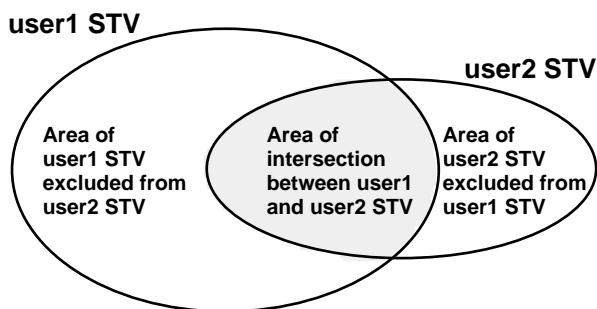 user1 STV
user2 STV
Area of
user1 STV
excluded from
user2 STV
Area of
intersection
between user1
and user2 STV
Area of
user2 STV
excluded from
user1 STV